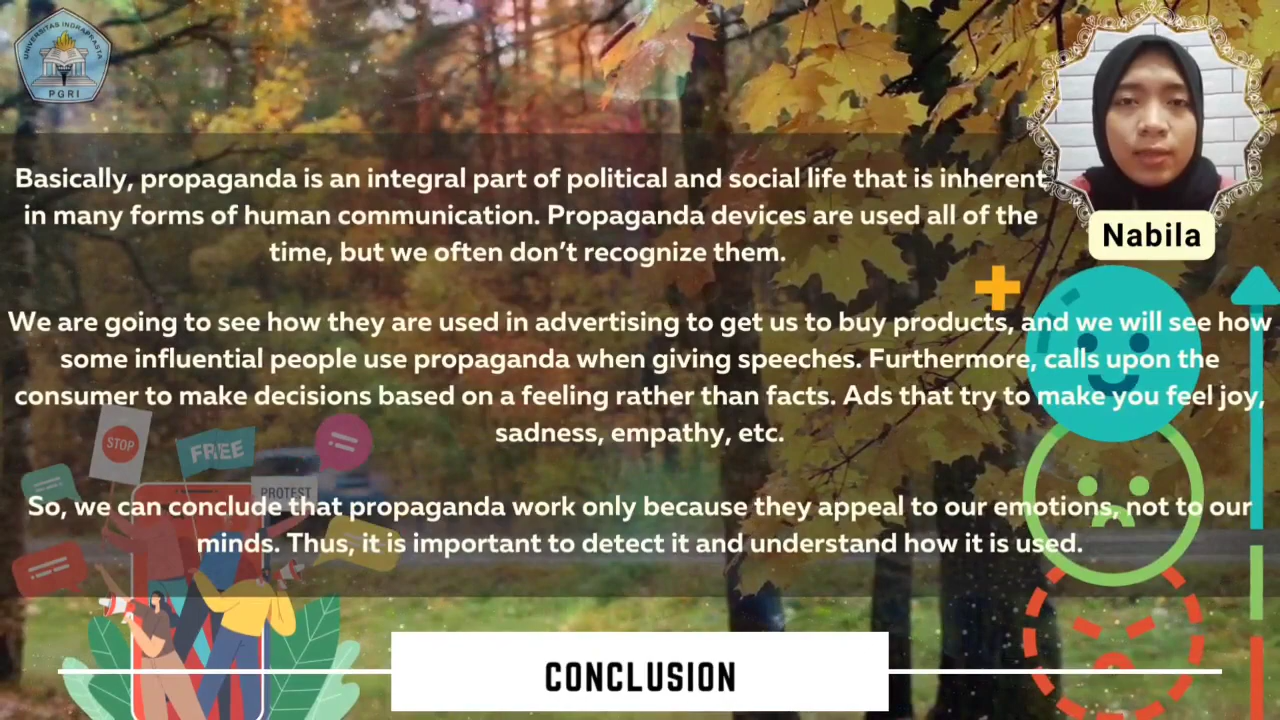 UNIVERSITAS INDRAPRASTA
PGRI
Nabila
Basically, propaganda is an integral part of political and social life that is inherent
in many forms of human communication. Propaganda devices are used all of the
time, but we often don’t recognize them.
We are going to see how they are used in advertising to get us to buy products, and we will see how
some influential people use propaganda when giving speeches. Furthermore, calls upon the
consumer to make decisions based on a feeling rather than facts. Ads that try to make you feel joy,
sadness, empathy, etc.
STOP
FREE
PROTEST
So, we can conclude that propaganda work only because they appeal to our emotions, not to our
minds. Thus, it is important to detect it and understand how it is used.
CONCLUSION